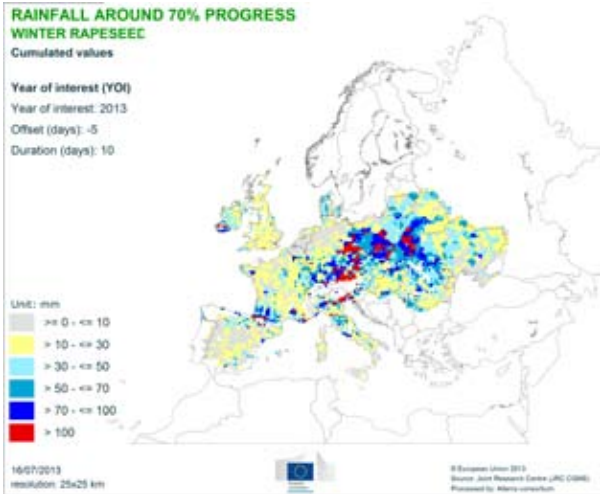 RAINFALL AROUND 70% PROGRESS
WINTER RAPESEED
Cumulated values
Year of interest (YOI)
Year of interest: 2013
Offset (days): -5
Duration (days): 10
Unit: mm
>= 0 - <= 10
> 10 - <= 30
> 30 - <= 50
> 50 - <= 70
> 70 - <= 100
> 100
16/07/2013
resolution: 25x25 km
© European Union 2013
Source: Joint Research Centre (JRC CGMS)
Processed by: Alterra consortium